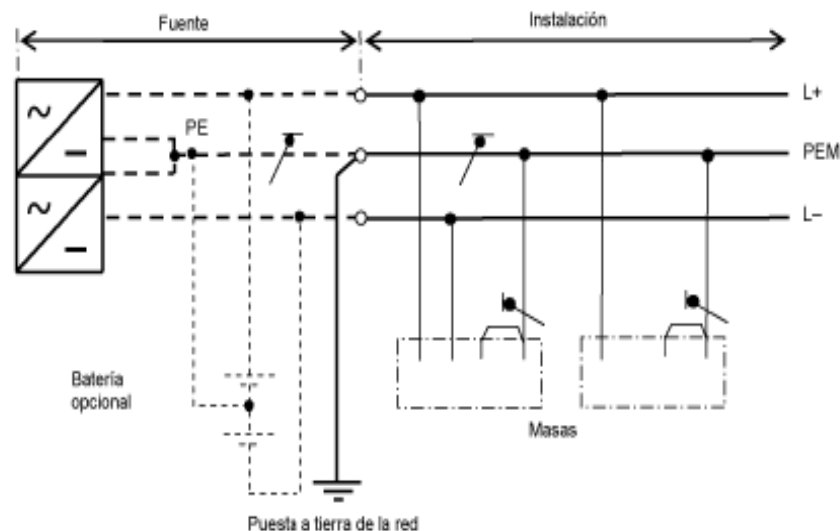 Fuente
Instalación
L+
PE
PEM
L–
Batería
opcional
Masas
Puesta a tierra de la red